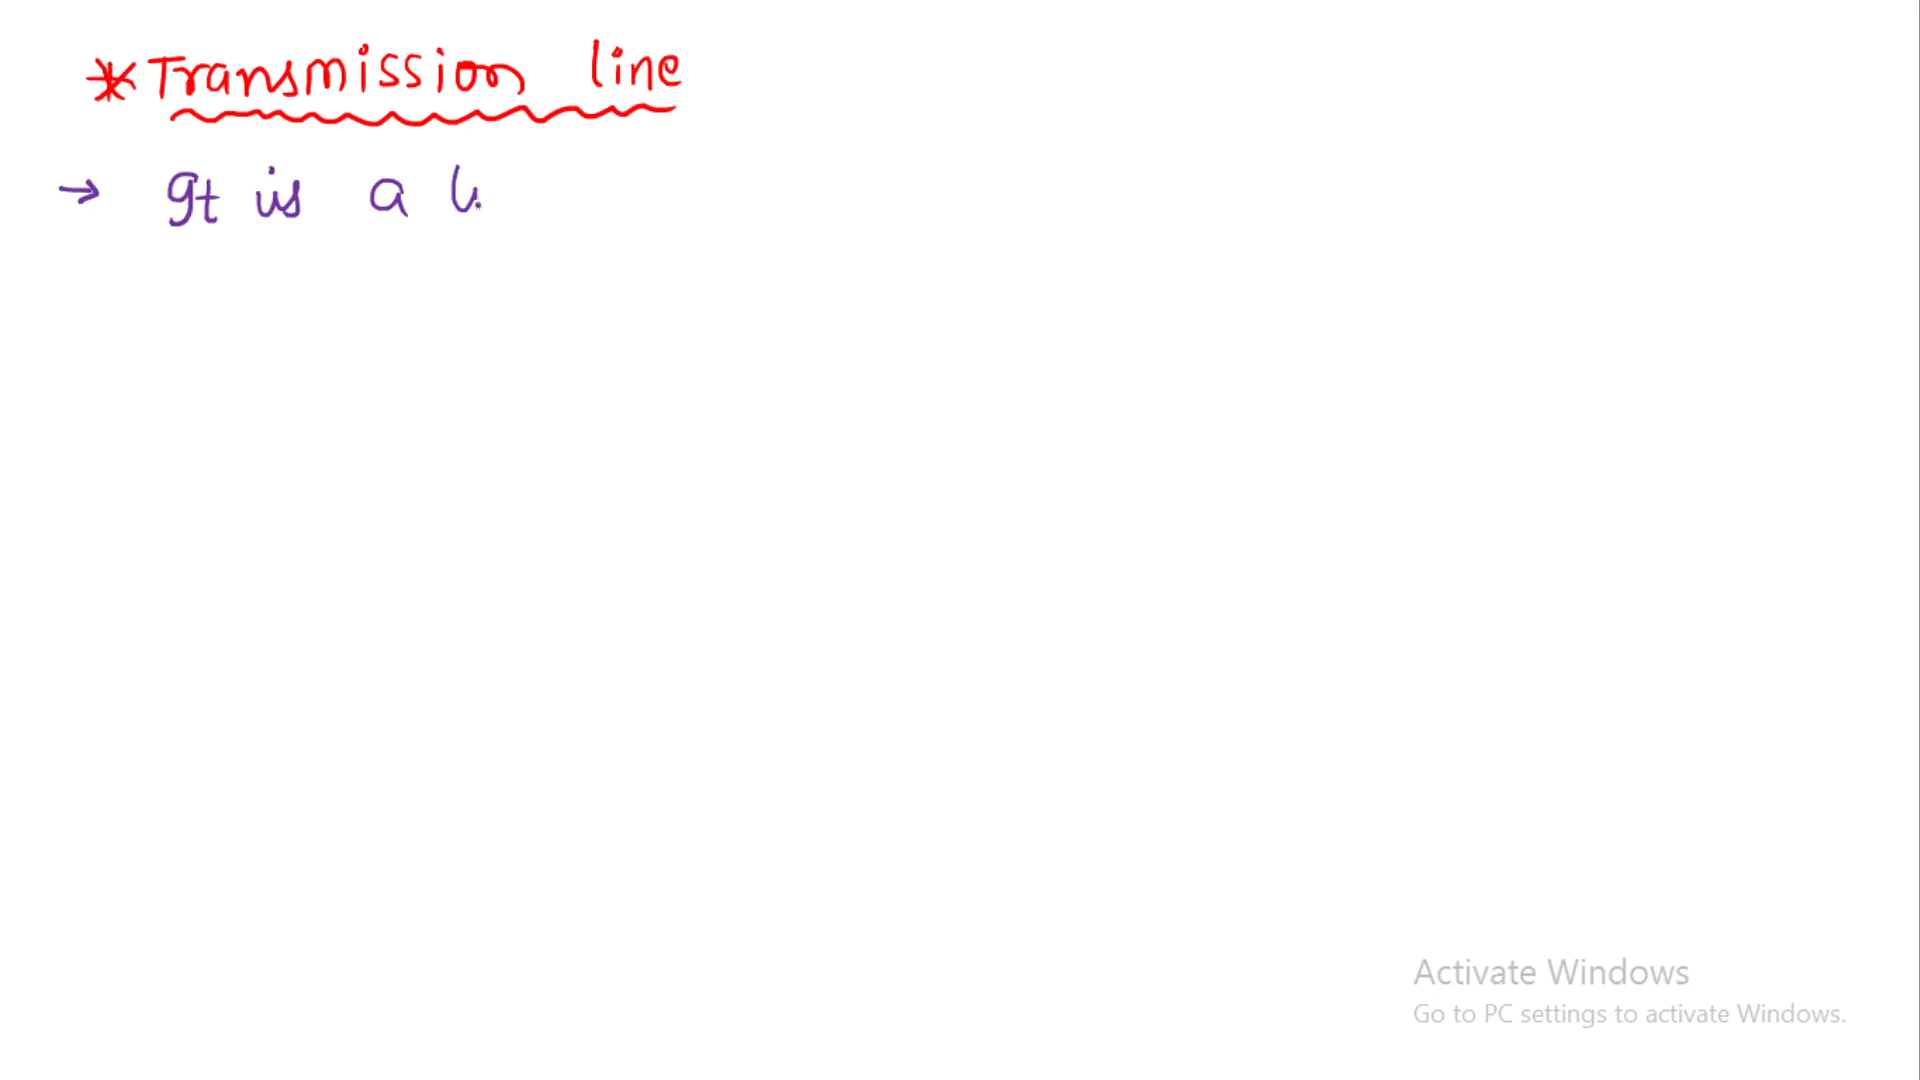 * Transmission line
→ It is a
Activate Windows
Go to PC settings to activate Windows.